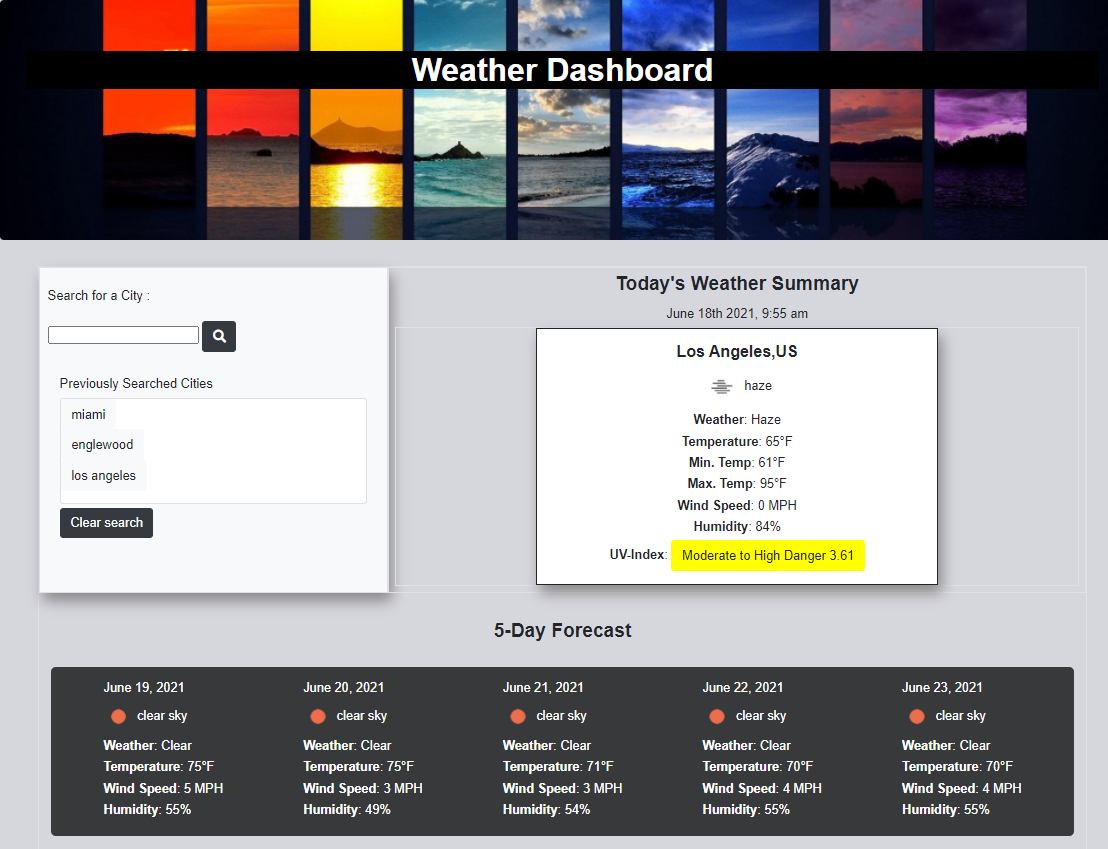 Weather Dashboard
Search for a City :
Previously Searched Cities
miami
englewood
los angeles
Clear search
Today's Weather Summary
June 18th 2021, 9:55 am
Los Angeles,US
haze
Weather: Haze
Temperature: 65°F
Min. Temp: 61°F
Max. Temp: 95°F
Wind Speed: 0 MPH
Humidity: 84%
UV-Index: Moderate to High Danger 3.61
5-Day Forecast
June 19, 2021
clear sky
Weather: Clear
Temperature: 75°F
Wind Speed: 5 MPH
Humidity: 55%
June 20, 2021
clear sky
Weather: Clear
Temperature: 75°F
Wind Speed: 3 MPH
Humidity: 49%
June 21, 2021
clear sky
Weather: Clear
Temperature: 71°F
Wind Speed: 3 MPH
Humidity: 54%
June 22, 2021
clear sky
Weather: Clear
Temperature: 70°F
Wind Speed: 4 MPH
Humidity: 55%
June 23, 2021
clear sky
Weather: Clear
Temperature: 70°F
Wind Speed: 4 MPH
Humidity: 55%